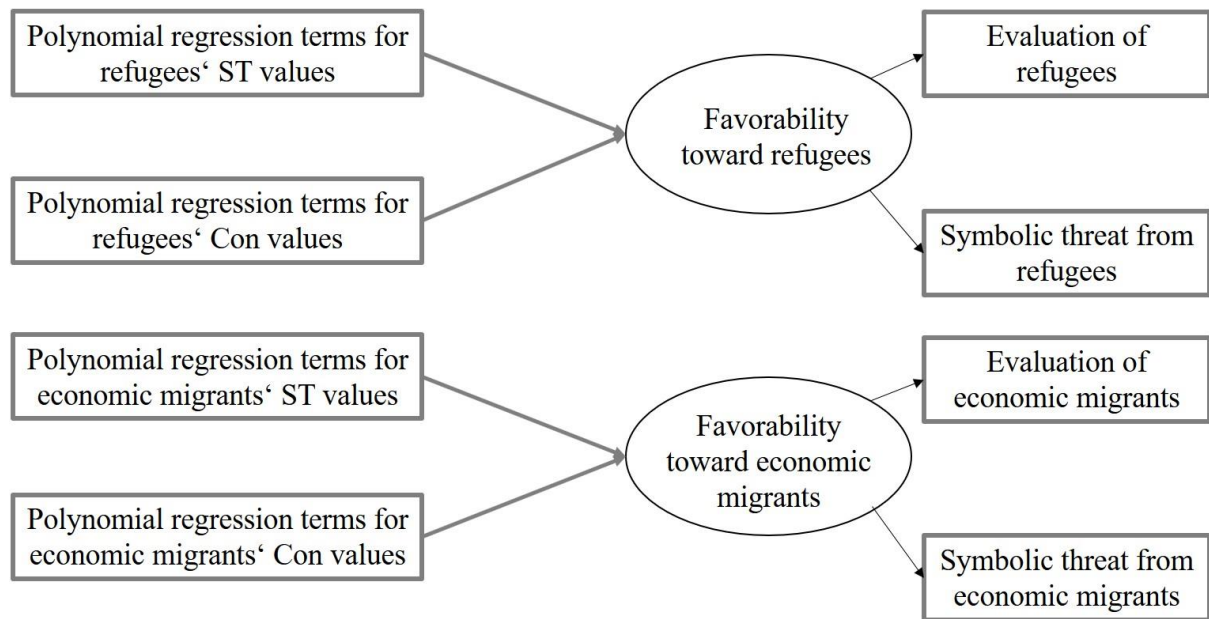 Polynomial regression terms for
refugees‘ ST values
Polynomial regression terms for
refugees‘ Con values
Favorability
toward refugees
Evaluation of
refugees
Symbolic threat from
refugees
Polynomial regression terms for
economic migrants‘ ST values
Polynomial regression terms for
economic migrants‘ Con values
Favorability
toward economic
migrants
Evaluation of
economic migrants
Symbolic threat from
economic migrants